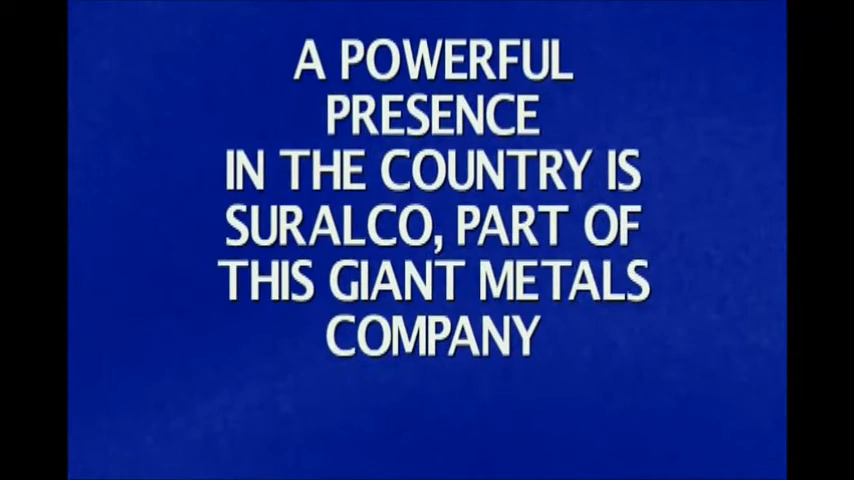 A POWERFUL
PRESENCE
IN THE COUNTRY IS
SURALCO, PART OF
THIS GIANT METALS
COMPANY